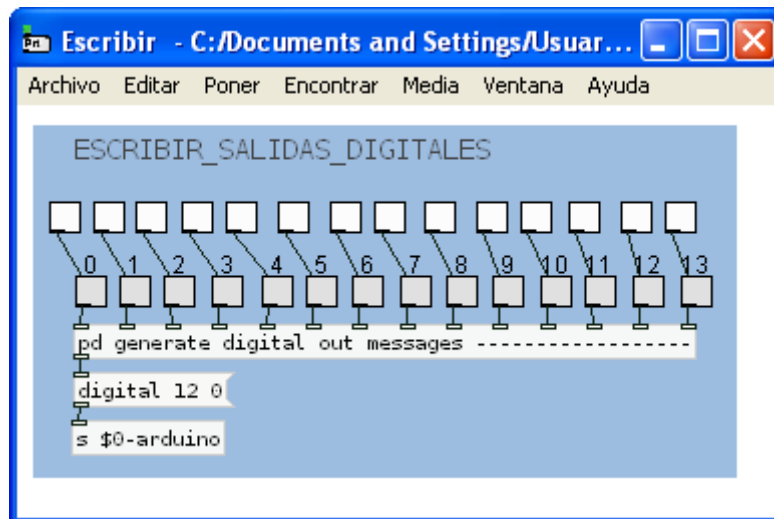 Pd Escribir - C:/Documents and Settings/Usuar...
Archivo Editar Poner Encontrar Media Ventana Ayuda
ESCRIBIR_SALIDAS_DIGITALES
0 1 2 3 4 5 6 7 8 9 10 11 12 13
pd generate digital out messages ------------------
digital 12 0
s $0-arduino